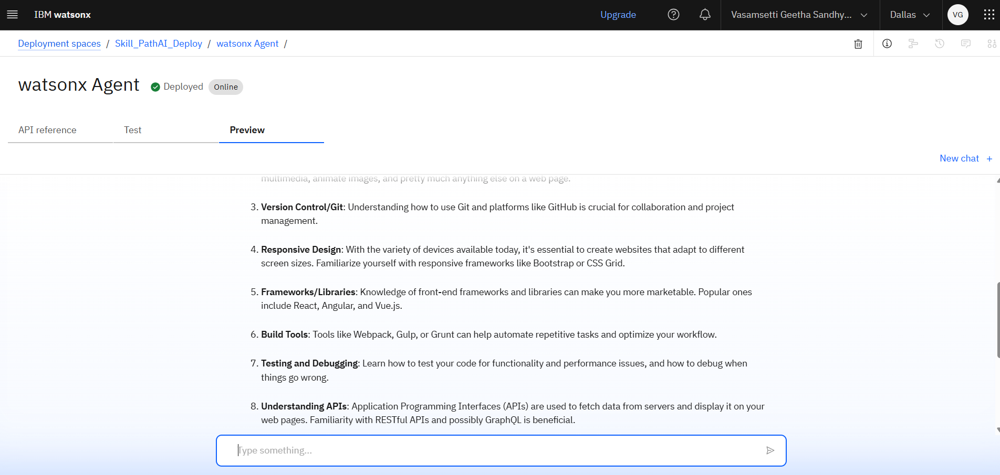 IBM watsonx
Upgrade
Vasamsetti Geetha Sandhy...
Dallas
VG
Deployment spaces / Skill_PathAI_Deploy / watsonx Agent /
watsonx Agent
Deployed
Online
API reference
Test
Preview
New chat +
multimedia, animate images, and pretty much anything else on a web page.
3. Version Control/Git: Understanding how to use Git and platforms like GitHub is crucial for collaboration and project
management.
4. Responsive Design: With the variety of devices available today, it's essential to create websites that adapt to different
screen sizes. Familiarize yourself with responsive frameworks like Bootstrap or CSS Grid.
5. Frameworks/Libraries: Knowledge of front-end frameworks and libraries can make you more marketable. Popular ones
include React, Angular, and Vue.js.
6. Build Tools: Tools like Webpack, Gulp, or Grunt can help automate repetitive tasks and optimize your workflow.
7. Testing and Debugging: Learn how to test your code for functionality and performance issues, and how to debug when
things go wrong.
8. Understanding APIs: Application Programming Interfaces (APIs) are used to fetch data from servers and display it on your
web pages. Familiarity with RESTful APIs and possibly GraphQL is beneficial.
Type something...